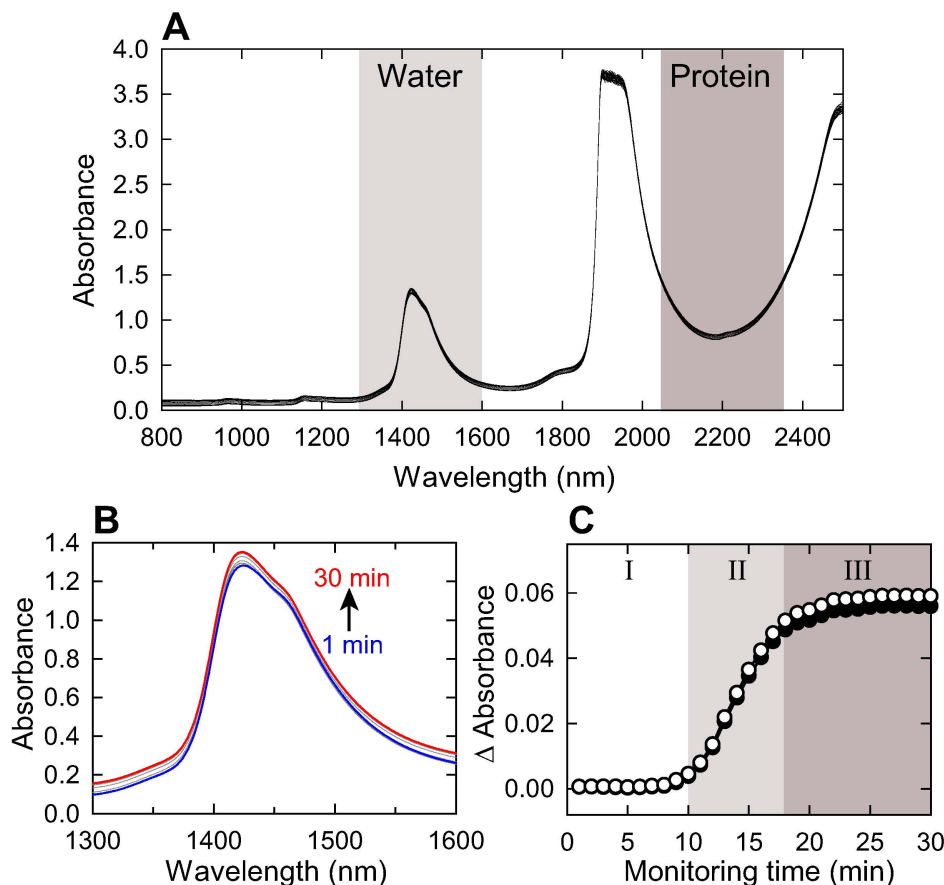 A
4.0
3.5
3.0
2.5
2.0
1.5
1.0
0.5
0.0
Absorbance
Water
Protein
800 1000 1200 1400 1600 1800 2000 2200 2400
Wavelength (nm)
B
1.4
1.2
1.0
0.8
0.6
0.4
0.2
0.0
Absorbance
30 min
1 min
1300 1400 1500 1600
Wavelength (nm)
C
I II III
0.06
0.04
0.02
0.00
Δ Absorbance
0 5 10 15 20 25 30
Monitoring time (min)